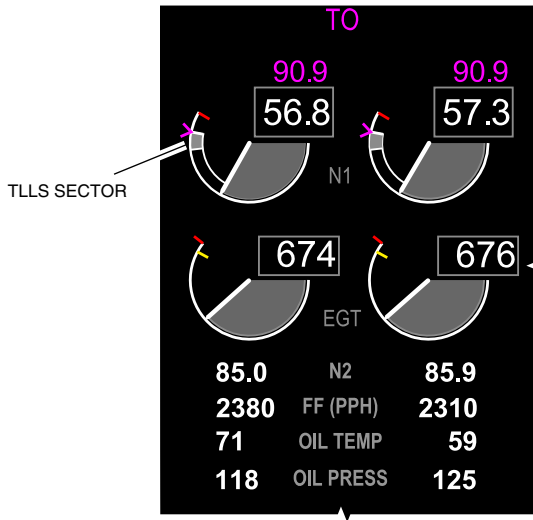 TO
90.9 90.9
56.8 57.3
TLLS SECTOR
N1
674 676
EGT
85.0 N2 85.9
2380 FF (PPH) 2310
71 OIL TEMP 59
118 OIL PRESS 125